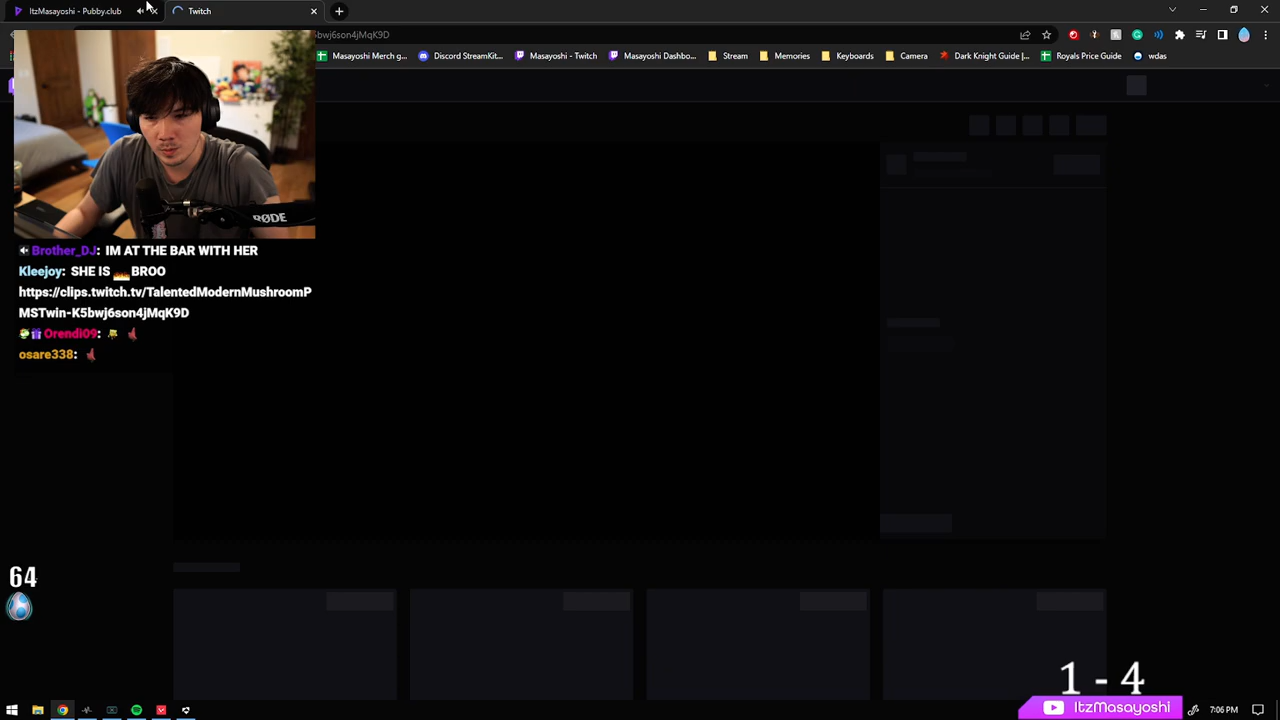 ItzMasayoshi - Pubby.club
Twitch
5bwj6son4jMqK9D
Masayoshi Merch g...
Discord StreamKit...
Masayoshi - Twitch
Masayoshi Dashbo...
Stream
Memories
Keyboards
Camera
Dark Knight Guide [...
Royals Price Guide
wdas
RØDE
Brother_DJ: IM AT THE BAR WITH HER
Kleejoy: SHE IS BROO
https://clips.twitch.tv/TalentedModernMushroomP
MSTwin-K5bwj6son4jMqK9D
Orendi09:
osare338:
64
1 - 4
ItzMasayoshi
7:06 PM